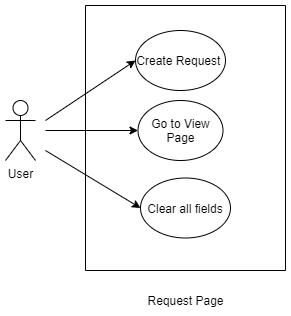 Create Request
Go to View
Page
User
Clear all fields
Request Page